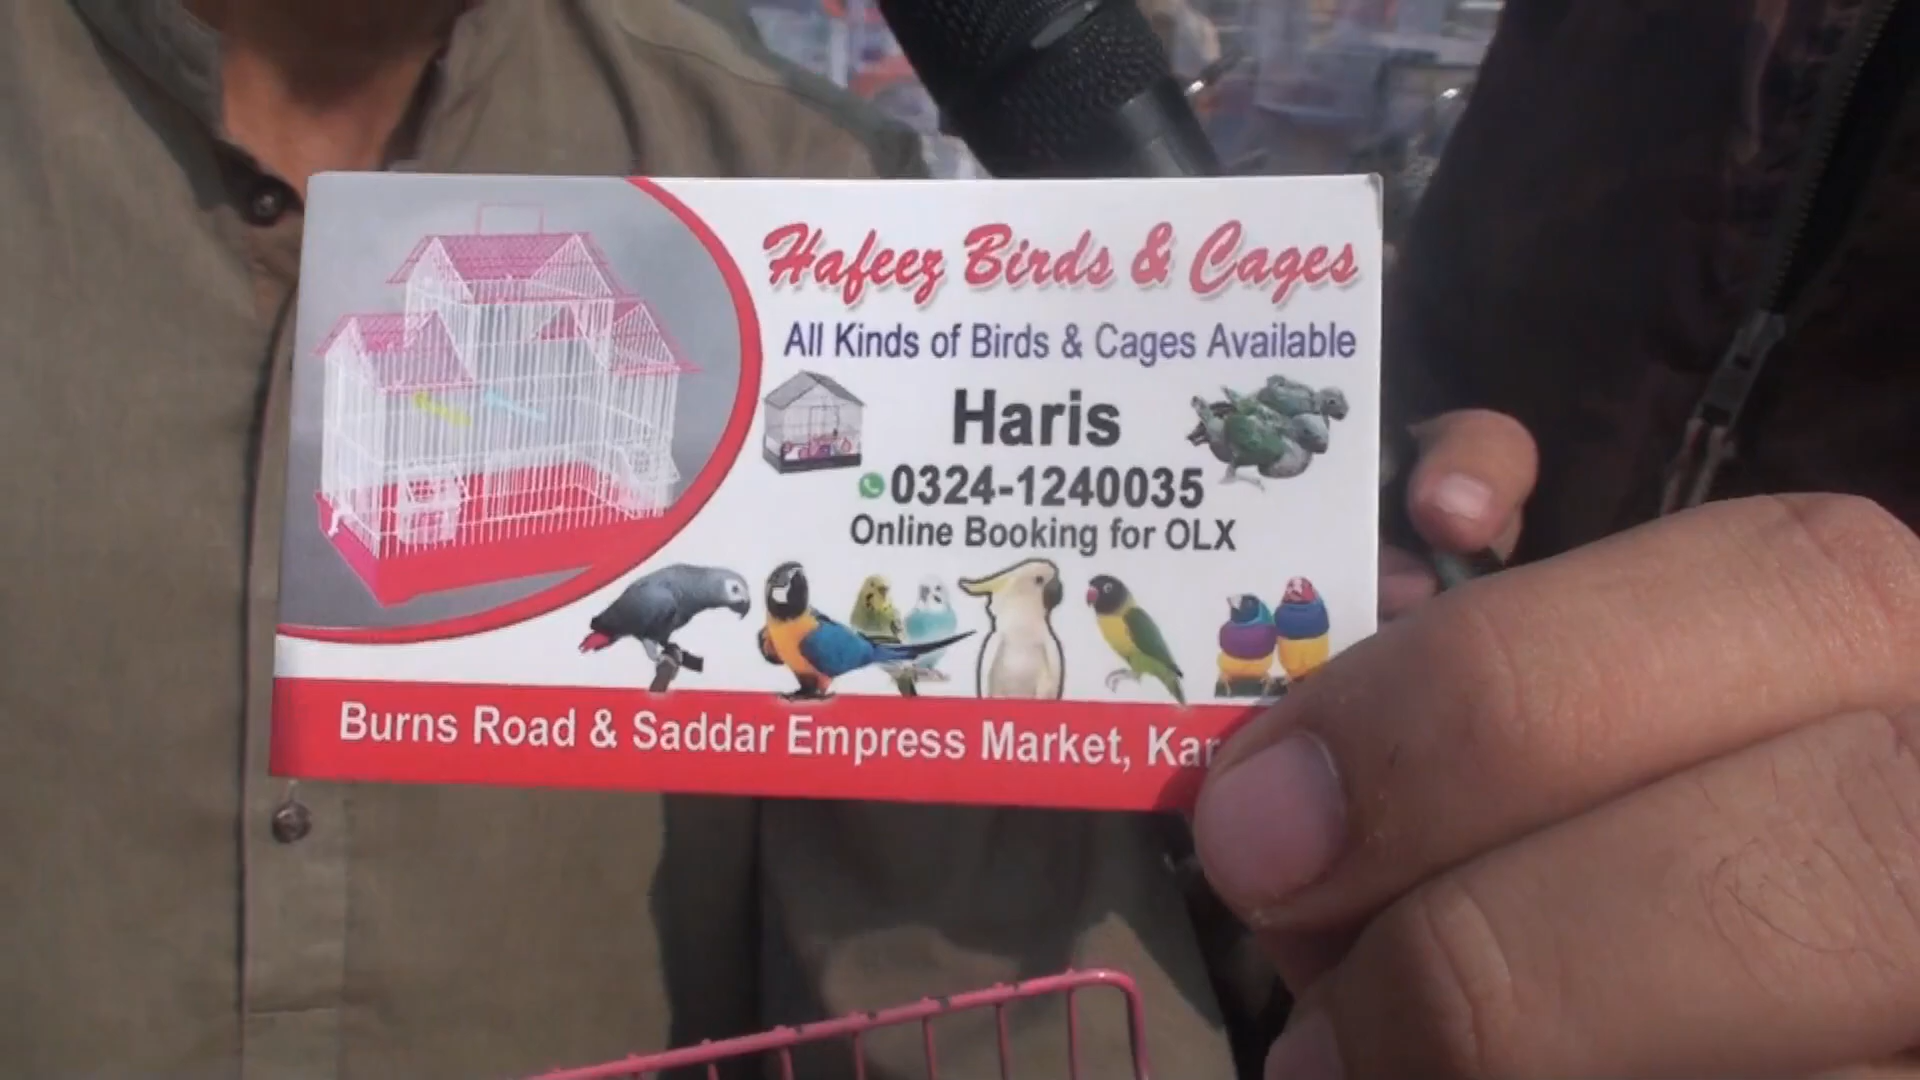 Hafeez Birds & Cages
All Kinds of Birds & Cages Available
Haris
0324-1240035
Online Booking for OLX
Burns Road & Saddar Empress Market,